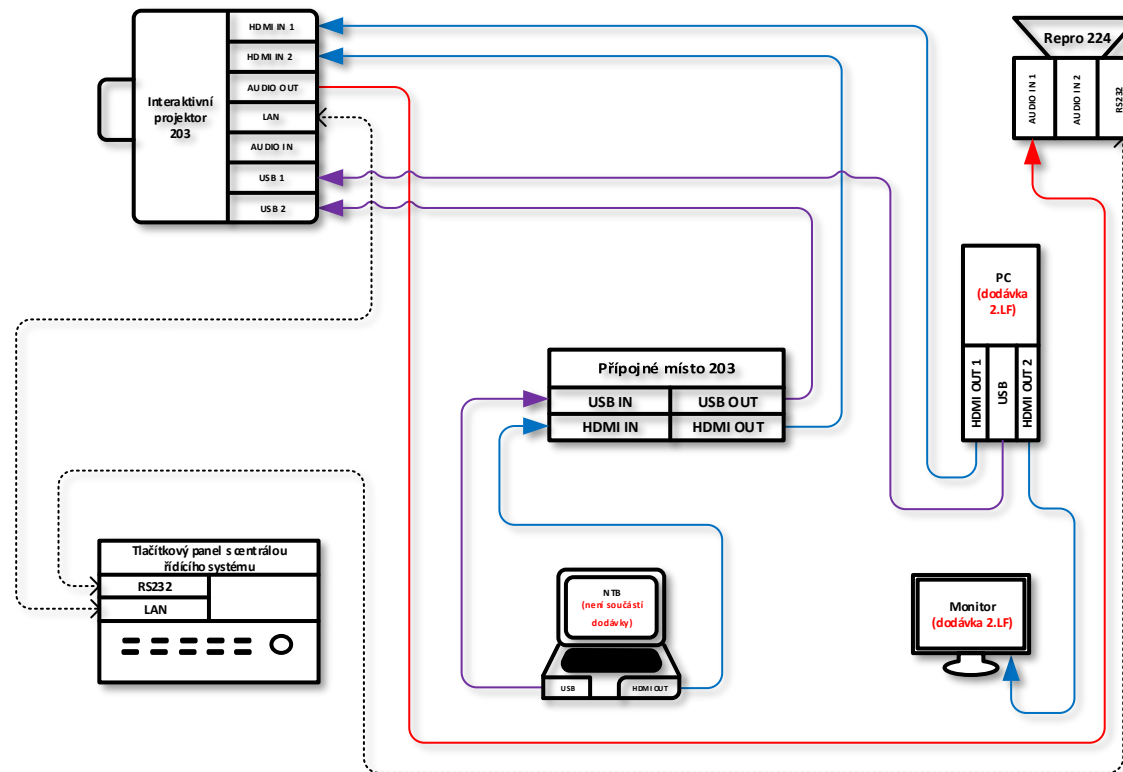 HDMI IN 1
HDMI IN 2
AUDIO OUT
LAN
AUDIO IN
USB 1
USB 2
Interaktivní
projektor
203
Repro 224
AUDIO IN 1
AUDIO IN 2
RS232
PC
(dodávka
2.LF)
HDMI OUT 1
USB
HDMI OUT 2
Přípojné místo 203
USB IN
USB OUT
HDMI IN
HDMI OUT
Tlačítkový panel s centrálou
řídícího systému
RS232
LAN
NTB
(není součástí
dodávky)
USB
HDMI OUT
Monitor
(dodávka 2.LF)